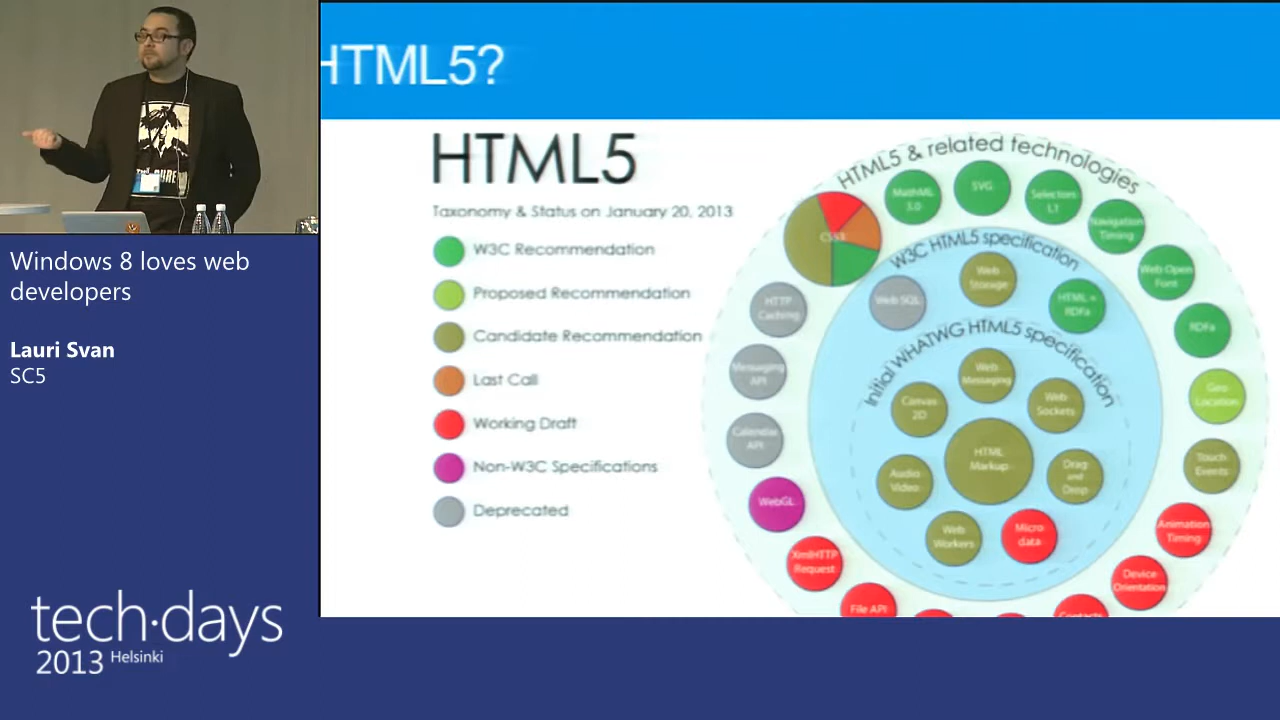 HTML5?
HTML5
Taxonomy & Status on January 20, 2013
W3C Recommendation
Proposed Recommendation
Candidate Recommendation
Last Call
Working Draft
Non-W3C Specifications
Deprecated
HTML5 & related technologies
CSS3
MathML
3.0
SVG
Selectors
L1
Navigation
Timing
Web Open
Font
RDFa
Geo
Location
Touch
Events
Animation
Timing
Device
Orientation
Contacts
File API
XmlHTTP
Request
WebGL
Calendar
API
Messaging
API
HTTP
Caching
W3C HTML5 specification
Web SQL
Web
Storage
HTML +
RDFa
Initial WHATWG HTML5 specification
Web
Messaging
Canvas
2D
Web
Sockets
HTML
Markup
Audio
Video
Drag
and
Drop
Web
Workers
Micro
data
Windows 8 loves web
developers
Lauri Svan
SC5
tech·days
2013 Helsinki